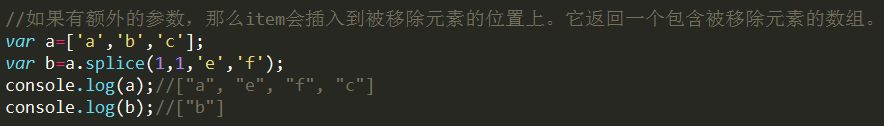 //如果有额外的参数，那么item会插入到被移除元素的位置上。它返回一个包含被移除元素的数组。
var a=['a','b','c'];
var b=a.splice(1,1,'e','f');
console.log(a);//["a", "e", "f", "c"]
console.log(b);//["b"]